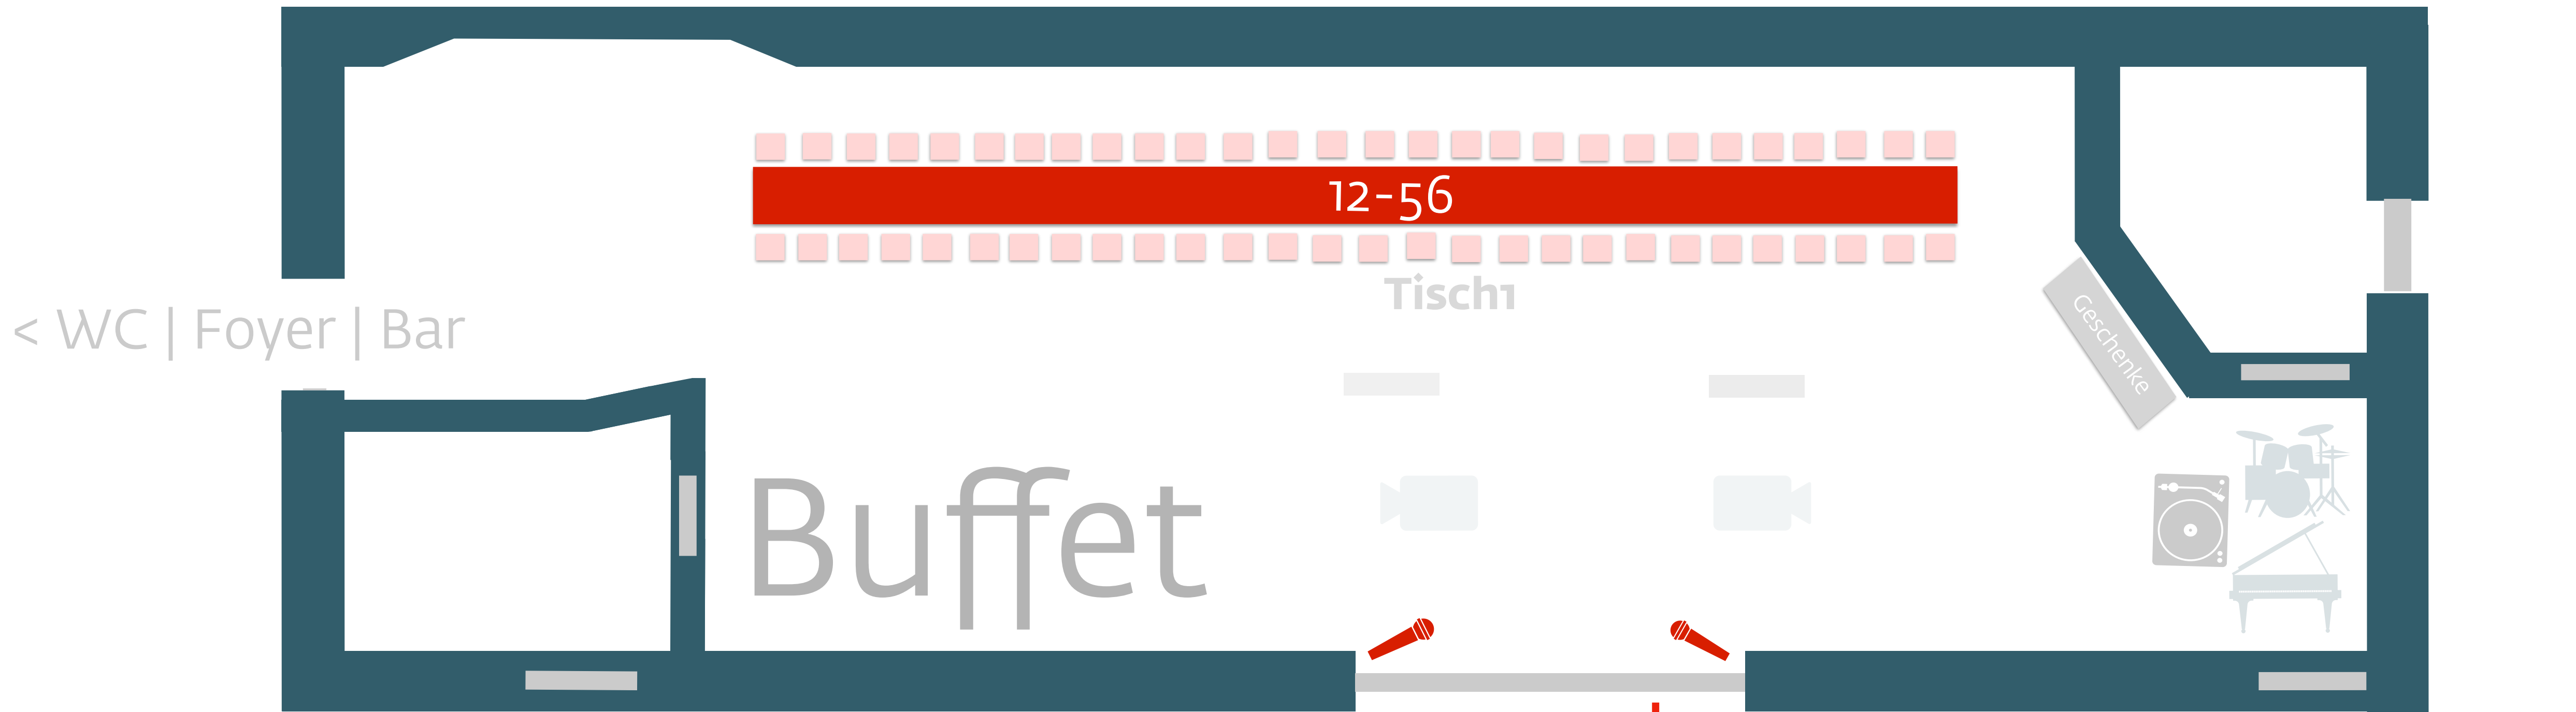 12-56
Tisch1
< WC | Foyer | Bar
Geschenke
Buffet